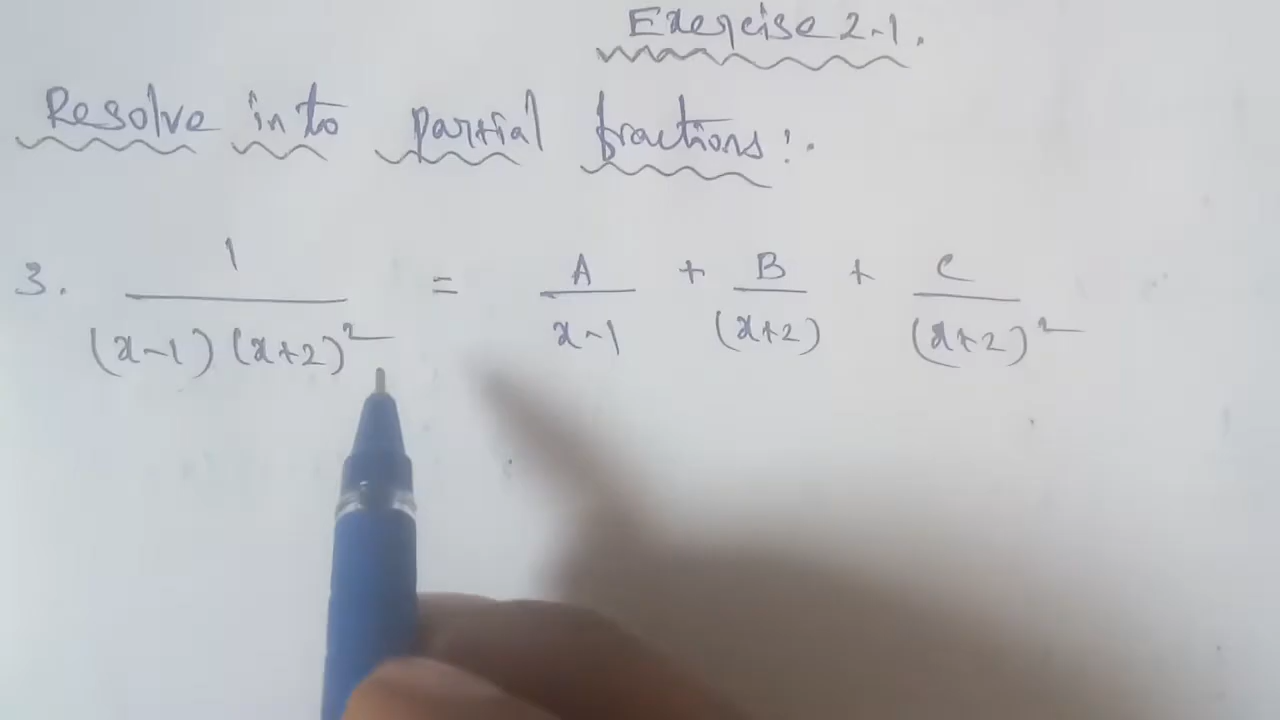 Exercise 2.1.
Resolve into partial fractions:
3. 1/((x-1)(x+2)²) = A/(x-1) + B/(x+2) + C/(x+2)²